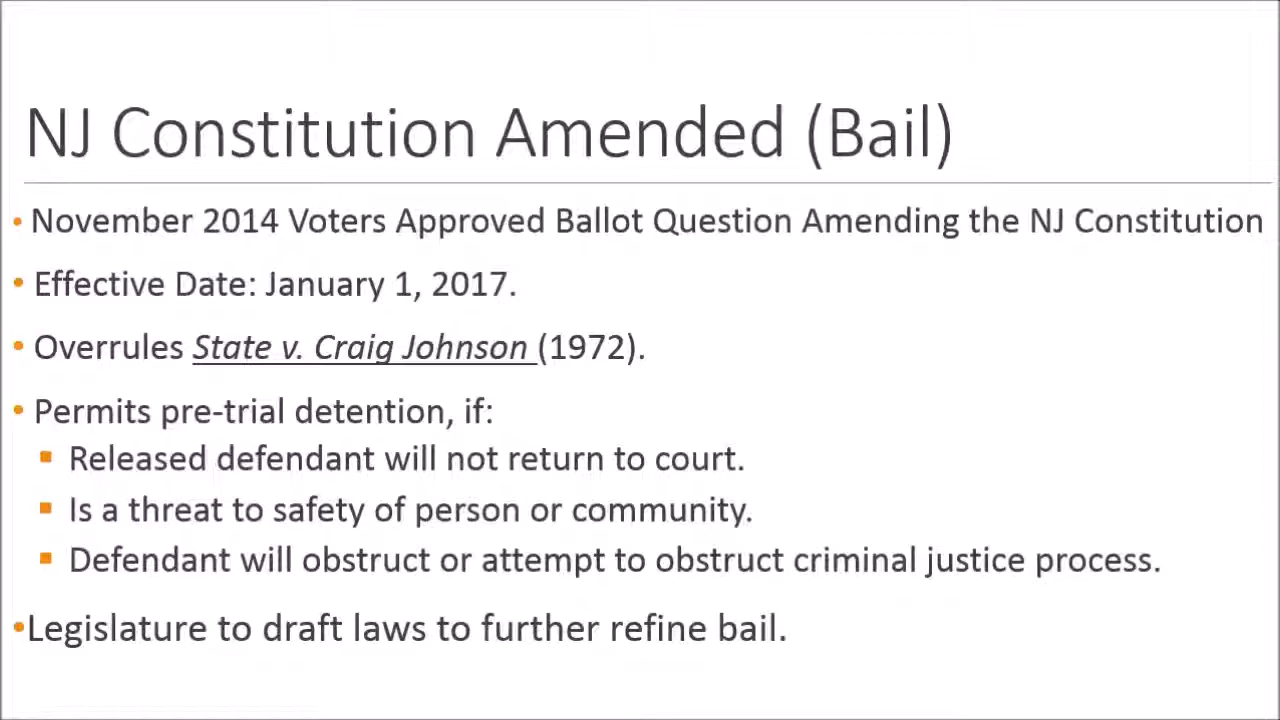 NJ Constitution Amended (Bail)
• November 2014 Voters Approved Ballot Question Amending the NJ Constitution
• Effective Date: January 1, 2017.
• Overrules State v. Craig Johnson (1972).
• Permits pre-trial detention, if:
▪ Released defendant will not return to court.
▪ Is a threat to safety of person or community.
▪ Defendant will obstruct or attempt to obstruct criminal justice process.
•Legislature to draft laws to further refine bail.